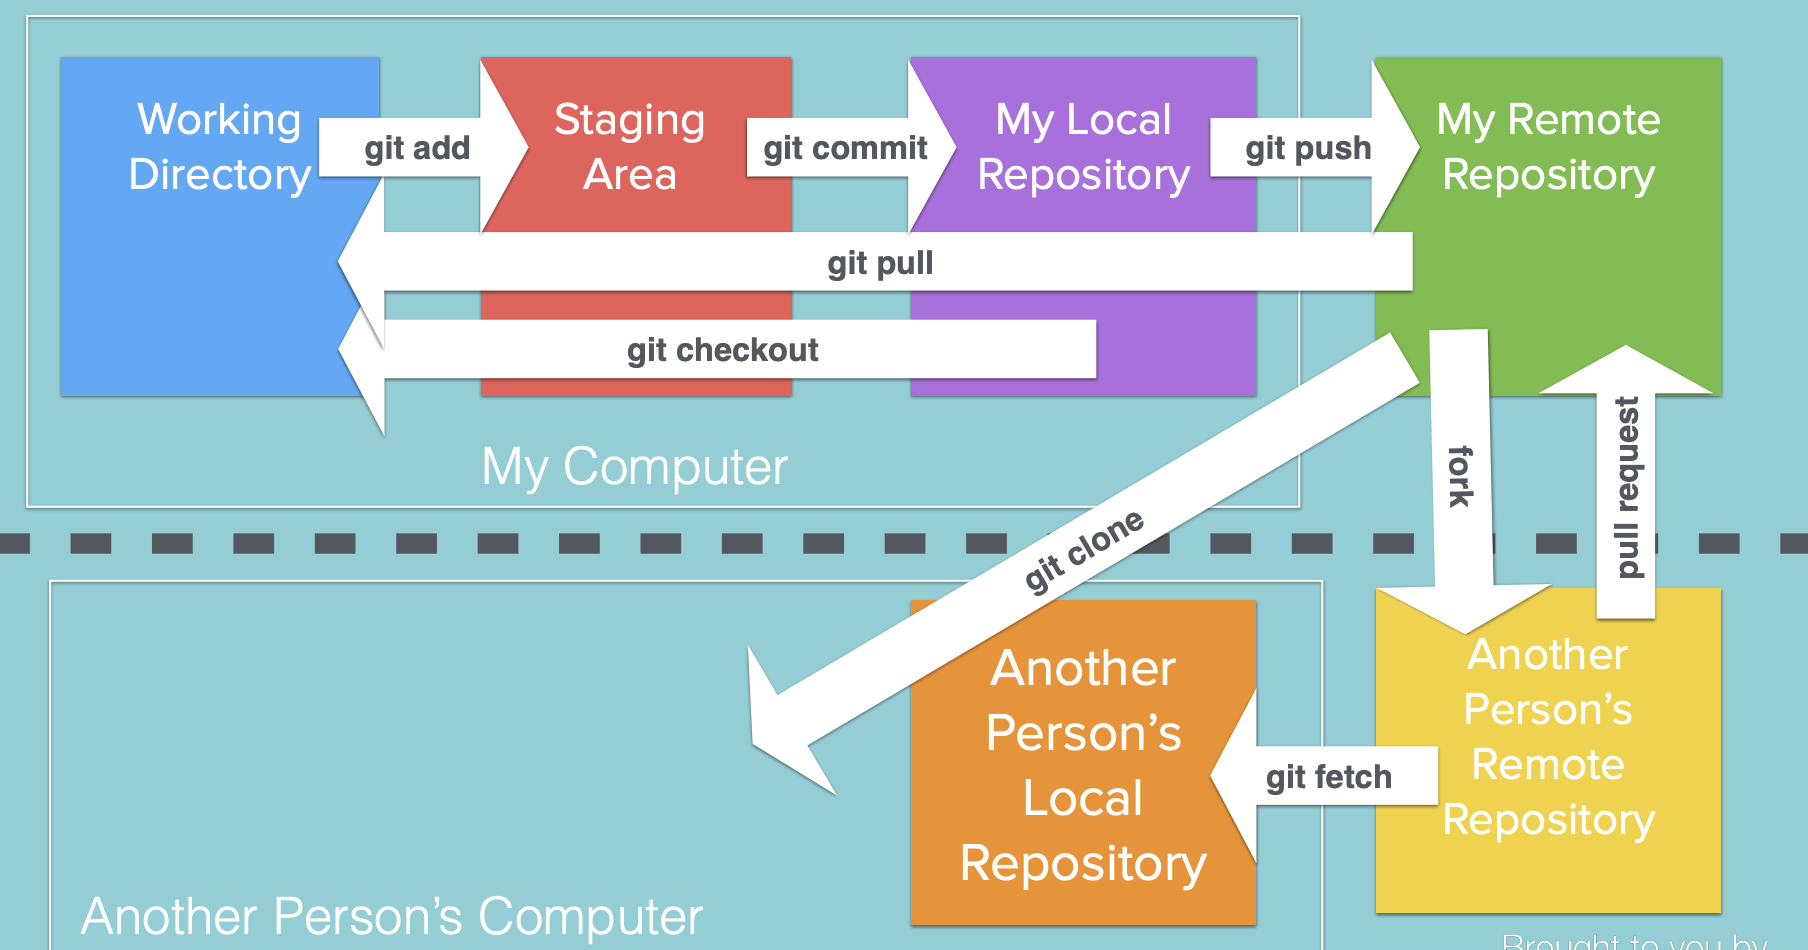 Working
Directory
git add
Staging
Area
git commit
My Local
Repository
git push
My Remote
Repository
git pull
git checkout
My Computer
fork
pull request
git clone
Another
Person’s
Local
Repository
git fetch
Another
Person’s
Remote
Repository
Another Person’s Computer
Brought to you by